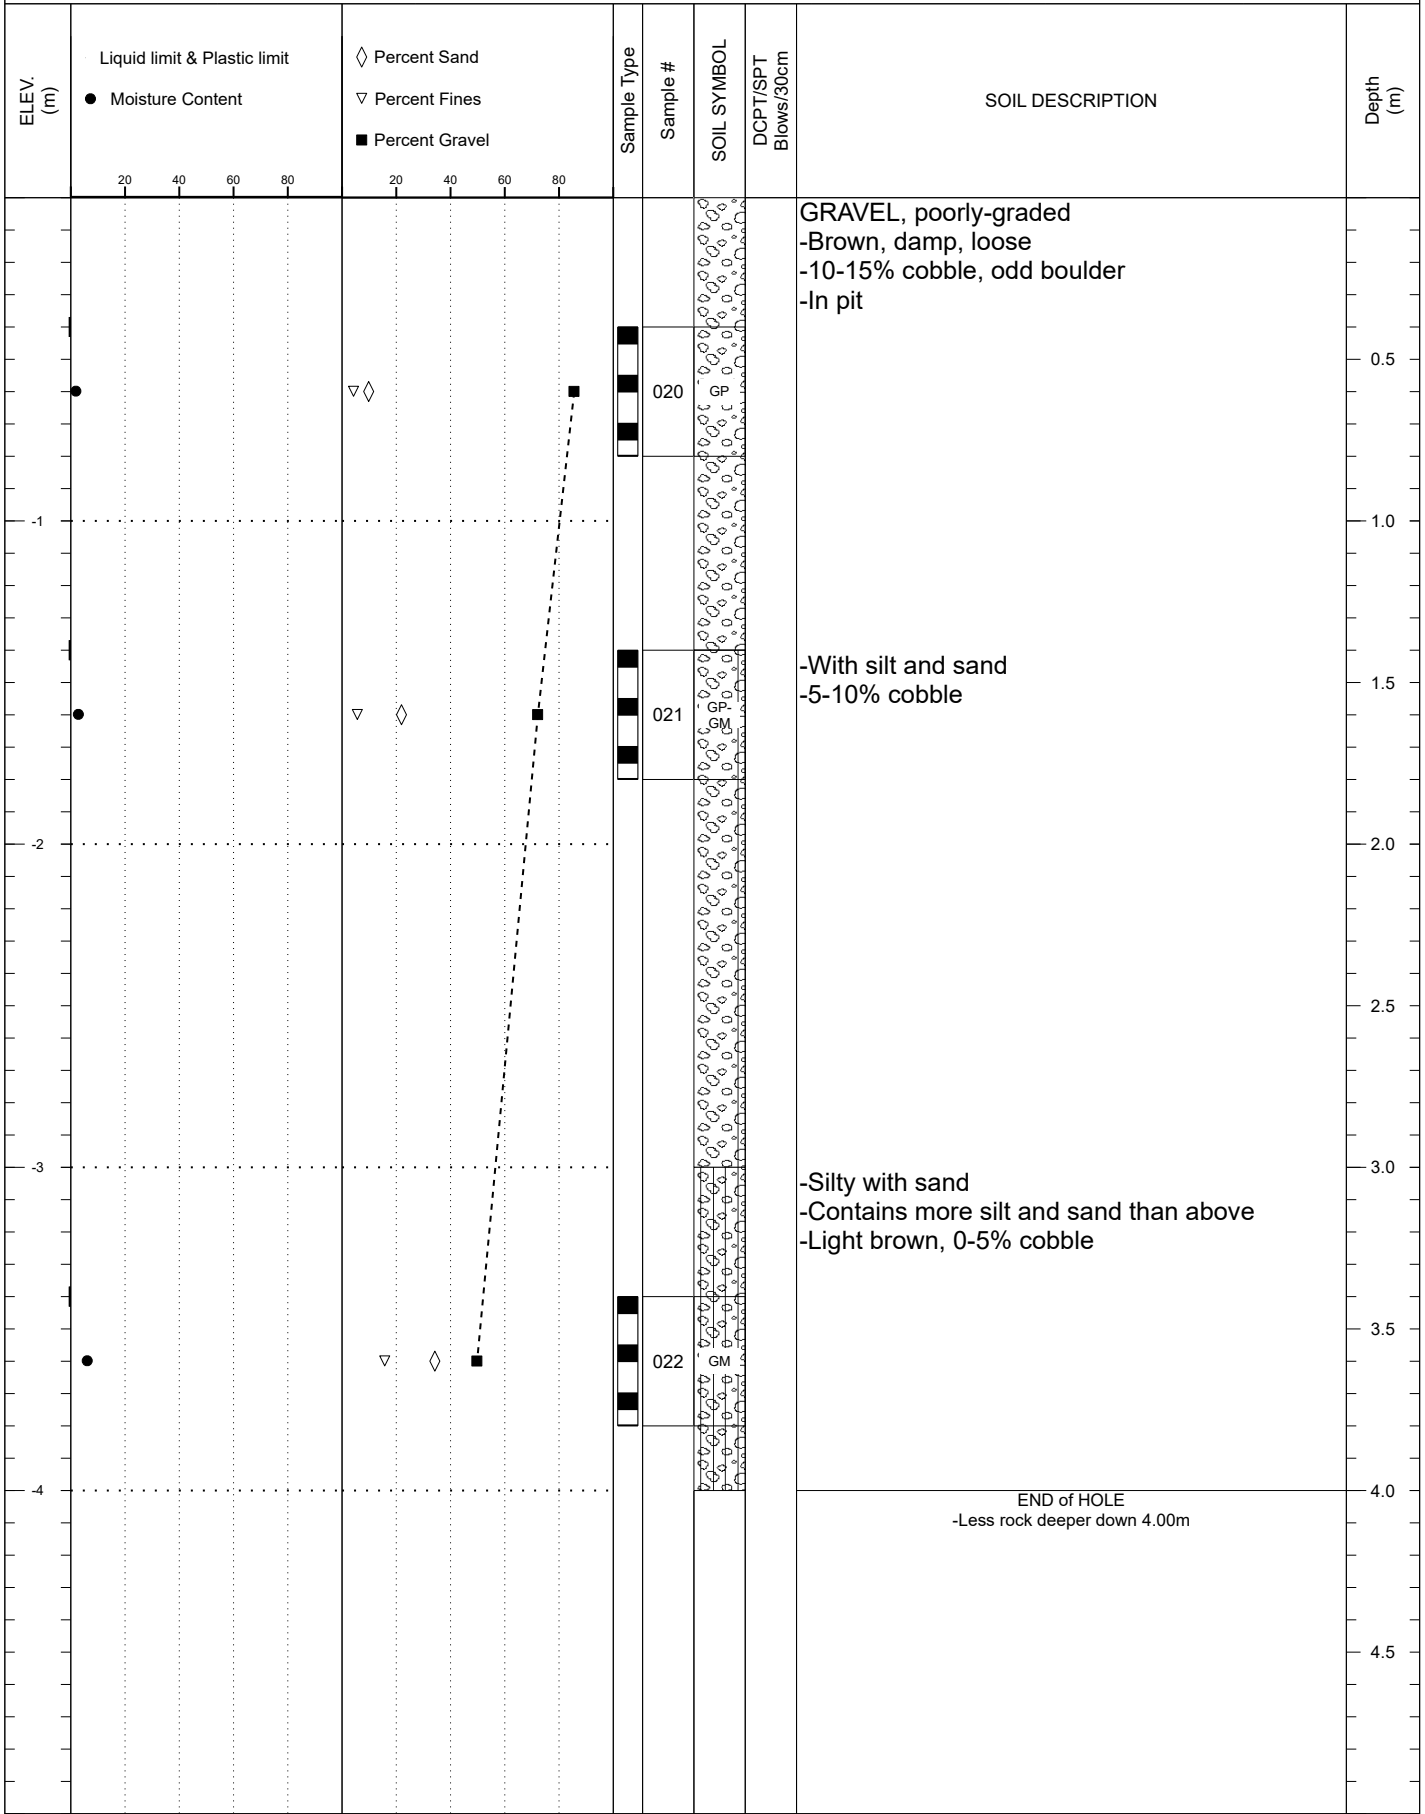 ELEV.
(m)
Liquid limit & Plastic limit
Moisture Content
20 40 60 80
Percent Sand
Percent Fines
Percent Gravel
20 40 60 80
Sample Type
Sample #
SOIL SYMBOL
DCPT/SPT
Blows/30cm
SOIL DESCRIPTION
Depth
(m)
GRAVEL, poorly-graded
-Brown, damp, loose
-10-15% cobble, odd boulder
-In pit
0.5
020
GP
-1
1.0
-With silt and sand
-5-10% cobble
1.5
021
GP-
GM
-2
2.0
2.5
-3
3.0
-Silty with sand
-Contains more silt and sand than above
-Light brown, 0-5% cobble
3.5
022
GM
-4
4.0
END of HOLE
-Less rock deeper down 4.00m
4.5